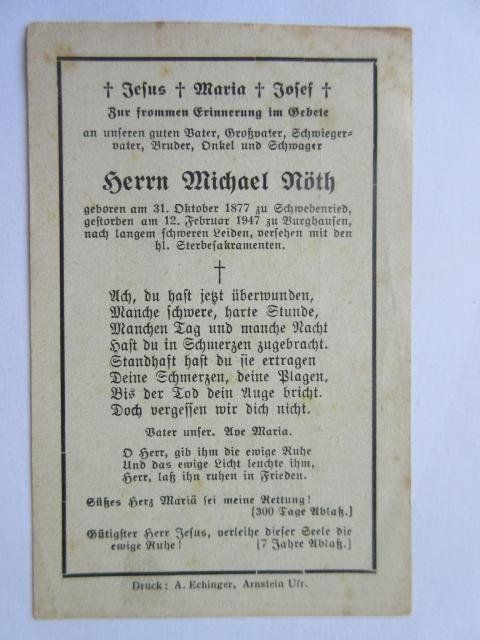 † Jesus † Maria † Josef †
Zur frommen Erinnerung im Gebete
an unseren guten Vater, Großvater, Schwieger-
vater, Bruder, Onkel und Schwager
Herrn Michael Nöth
geboren am 31. Oktober 1877 zu Schwebenried,
gestorben am 12. Februar 1947 zu Burghausen,
nach langem schweren Leiden, versehen mit den
hl. Sterbesakramenten.
†
Ach, du hast jetzt überwunden,
Manche schwere, harte Stunde,
Manchen Tag und manche Nacht
Hast du in Schmerzen zugebracht.
Standhaft hast du sie ertragen
Deine Schmerzen, deine Plagen,
Bis der Tod dein Auge bricht.
Doch vergessen wir dich nicht.
Vater unser. Ave Maria.
O Herr, gib ihm die ewige Ruhe
Und das ewige Licht leuchte ihm,
Herr, laß ihn ruhen in Frieden.
Süßes Herz Mariä sei meine Rettung!
[300 Tage Ablaß.]
Gütigster Herr Jesus, verleihe dieser Seele die
ewige Ruhe! [7 Jahre Ablaß.]
Druck: A. Echinger, Arnstein Ufr.